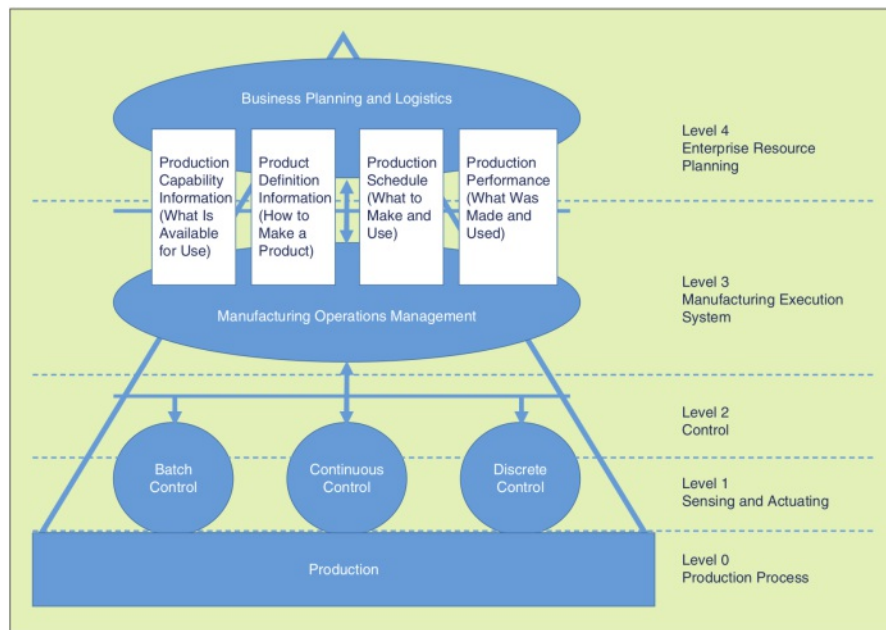 Business Planning and Logistics
Production
Capability
Information
(What Is
Available
for Use)
Product
Definition
Information
(How to
Make a
Product)
Production
Schedule
(What to
Make and
Use)
Production
Performance
(What Was
Made and
Used)
Level 4
Enterprise Resource
Planning
Manufacturing Operations Management
Level 3
Manufacturing Execution
System
Level 2
Control
Batch
Control
Continuous
Control
Discrete
Control
Level 1
Sensing and Actuating
Production
Level 0
Production Process